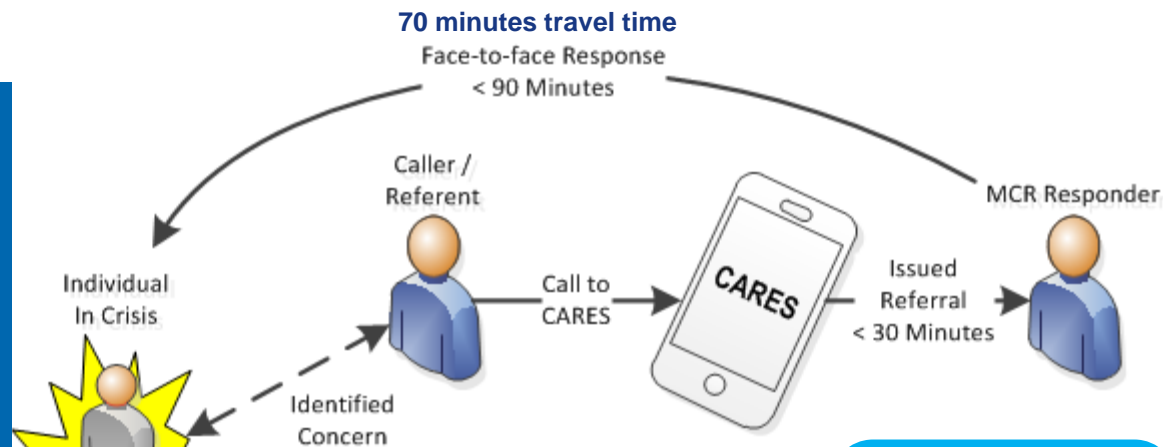 70 minutes travel time
Face-to-face Response
< 90 Minutes
Caller /
Referent
MCR Responder
Individual
In Crisis
Call to
CARES
CARES
Issued
Referral
< 30 Minutes
Identified
Concern